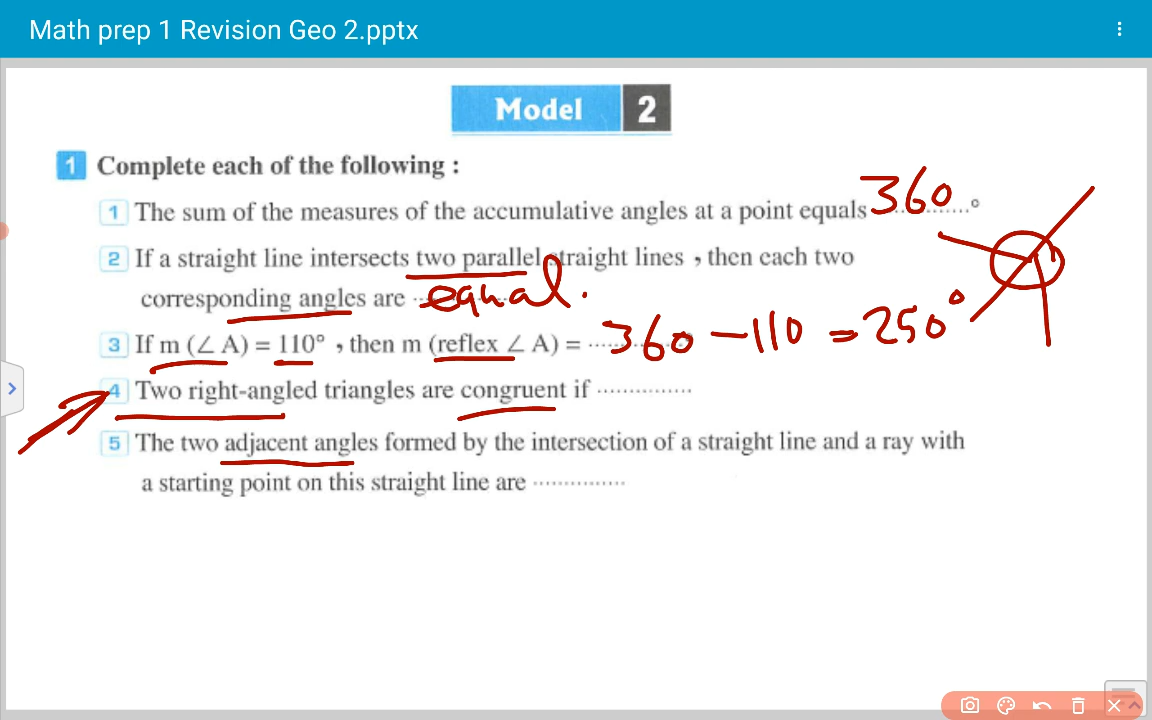 Math prep 1 Revision Geo 2.pptx
Model 2
1 Complete each of the following :
1 The sum of the measures of the accumulative angles at a point equals 360 ..........°
2 If a straight line intersects two parallel straight lines , then each two
corresponding angles are equal.
3 If m (∠ A) = 110° , then m (reflex ∠ A) = 360 - 110 = 250°
4 Two right-angled triangles are congruent if ...............
5 The two adjacent angles formed by the intersection of a straight line and a ray with
a starting point on this straight line are ...............